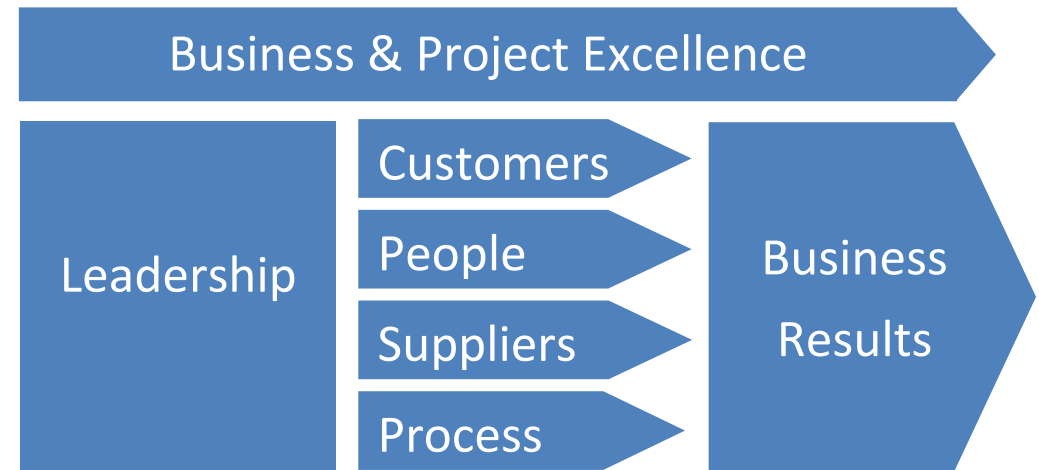 Business & Project Excellence
Leadership
Customers
People
Suppliers
Process
Business
Results